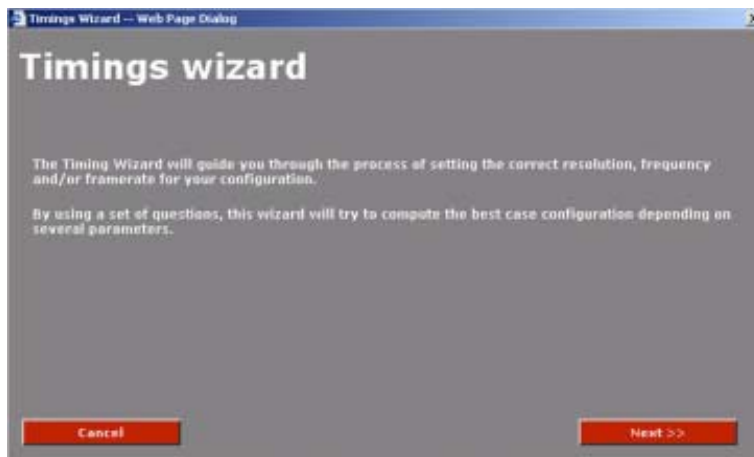 Timings Wizard -- Web Page Dialog
Timings wizard
The Timing Wizard will guide you through the process of setting the correct resolution, frequency
and/or framerate for your configuration.
By using a set of questions, this wizard will try to compute the best case configuration depending on
several parameters.
Cancel
Next >>